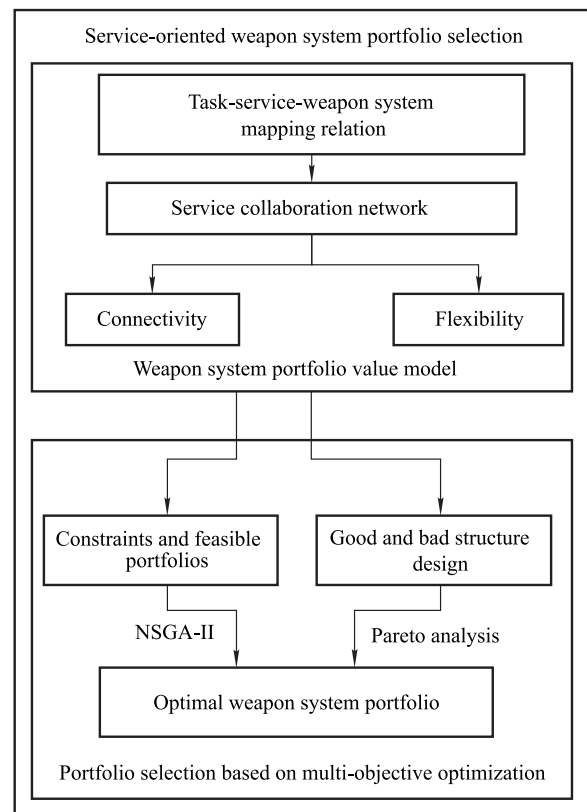 Service-oriented weapon system portfolio selection
Task-service-weapon system
mapping relation
Service collaboration network
Connectivity
Flexibility
Weapon system portfolio value model
Constraints and feasible
portfolios
Good and bad structure
design
NSGA-II
Pareto analysis
Optimal weapon system portfolio
Portfolio selection based on multi-objective optimization